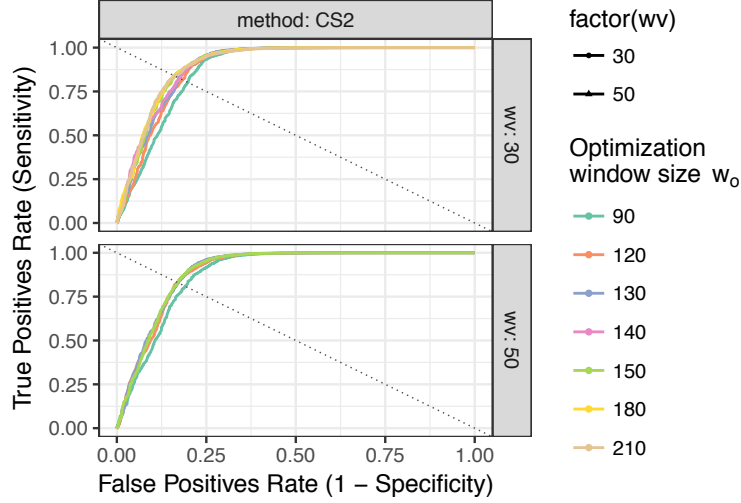 method: CS2
1.00
0.75
0.50
0.25
0.00
wv: 30
1.00
0.75
0.50
0.25
0.00
wv: 50
True Positives Rate (Sensitivity)
0.00 0.25 0.50 0.75 1.00
False Positives Rate (1 − Specificity)
factor(wv)
30
50
Optimization
window size wₒ
90
120
130
140
150
180
210